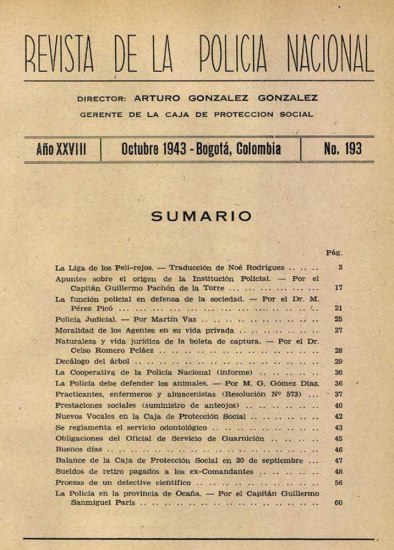 REVISTA DE LA POLICIA NACIONAL
DIRECTOR: ARTURO GONZALEZ GONZALEZ
GERENTE DE LA CAJA DE PROTECCION SOCIAL
Año XXVIII | Octubre 1943 - Bogotá, Colombia | No. 193
SUMARIO
Pág.
La Liga de los Peli-rojos. — Traducción de Noé Rodríguez .. .. .. 3
Apuntes sobre el origen de la Institución Policial. — Por el
Capitán Guillermo Pachón de la Torre ... ... ... ... ... ... 17
La función policial en defensa de la sociedad. — Por el Dr. M.
Pérez Picó ... ... ... ... ... ... ... ... ... ... ... 21
Policía Judicial. — Por Martín Vaz .. .. .. .. .. .. .. .. .. 25
Moralidad de los Agentes en su vida privada .. .. .. .. .. .. 27
Naturaleza y vida jurídica de la boleta de captura. — Por el Dr.
Celso Romero Peláez .. .. .. .. .. .. .. .. .. .. .. 28
Decálogo del árbol .. .. .. .. .. .. .. .. .. .. .. .. 29
La Cooperativa de la Policía Nacional (informe) .. .. .. .. .. 30
La Policía debe defender los animales. — Por M. G. Gómez Díaz. 36
Practicantes, enfermeros y almacenistas (Resolución Nº 573) ... 37
Prestaciones sociales (suministro de anteojos) .. .. .. .. .. 40
Nuevos Vocales en la Caja de Protección Social .. .. .. .. .. 42
Se reglamenta el servicio odontológico .. .. .. .. .. .. .. 43
Obligaciones del Oficial de Servicio de Guarnición .. .. .. .. 45
Buenos días .. .. .. .. .. .. .. .. .. .. .. .. .. .. 46
Balance de la Caja de Protección Social en 30 de septiembre ... 47
Sueldos de retiro pagados a los ex-Comandantes .. .. .. .. .. 48
Proezas de un detective científico .. .. .. .. .. .. .. .. 56
La Policía en la provincia de Ocaña. — Por el Capitán Guillermo
Sanmiguel París .. .. .. .. .. .. .. .. .. .. .. .. 60